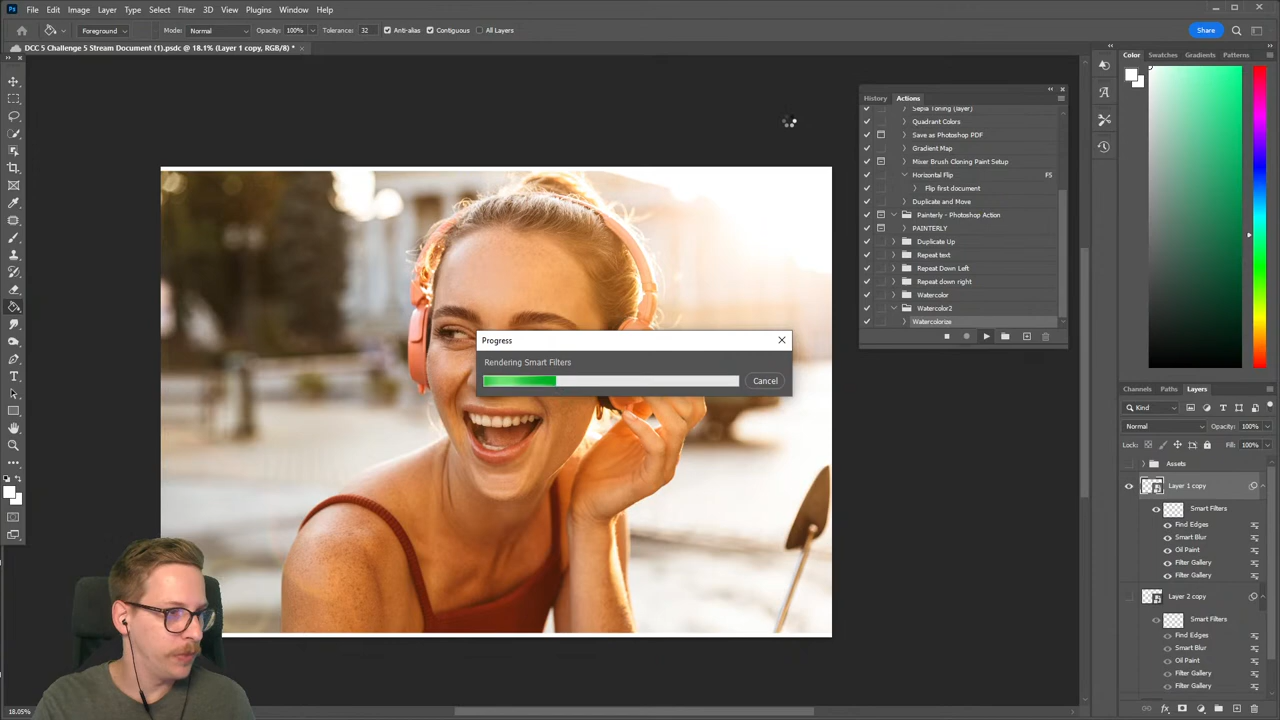 Ps File Edit Image Layer Type Select Filter 3D View Plugins Window Help
Foreground Mode: Normal Opacity: 100% Tolerance: 32 Anti-alias Contiguous All Layers Share
DCC 5 Challenge 5 Stream Document (1).psdc @ 18.1% (Layer 1 copy, RGB/8) *
Color Swatches Gradients Patterns
History Actions
Sepia Toning (layer)
Quadrant Colors
Save as Photoshop PDF
Gradient Map
Mixer Brush Cloning Paint Setup
Horizontal Flip F5
Flip first document
Duplicate and Move
Painterly - Photoshop Action
PAINTERLY
Duplicate Up
Repeat text
Repeat Down Left
Repeat down right
Watercolor
Watercolor2
Watercolorize
Progress
Rendering Smart Filters
Cancel
Channels Paths Layers
Kind
Normal Opacity: 100%
Lock: Fill: 100%
Assets
Layer 1 copy
Smart Filters
Find Edges
Smart Blur
Oil Paint
Filter Gallery
Filter Gallery
Layer 2 copy
Smart Filters
Find Edges
Smart Blur
Oil Paint
Filter Gallery
Filter Gallery
18.05%